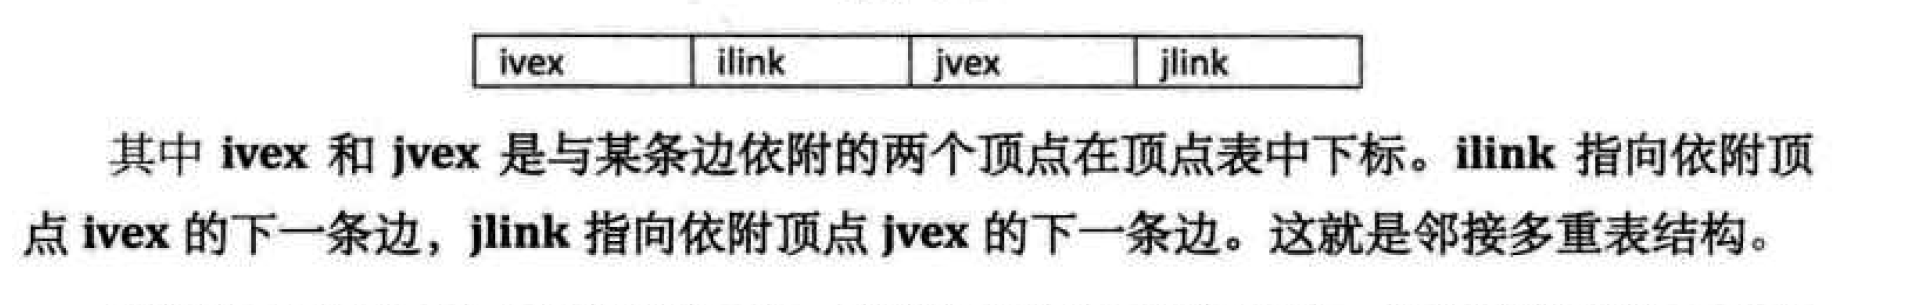 ivex ilink jvex jlink
其中 ivex 和 jvex 是与某条边依附的两个顶点在顶点表中下标。ilink 指向依附顶
点 ivex 的下一条边，jlink 指向依附顶点 jvex 的下一条边。这就是邻接多重表结构。